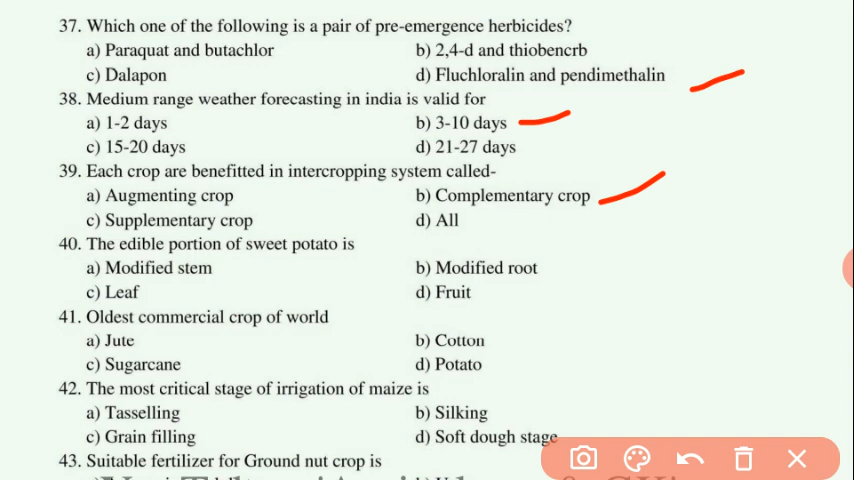 37. Which one of the following is a pair of pre-emergence herbicides?
a) Paraquat and butachlor b) 2,4-d and thiobencrb
c) Dalapon d) Fluchloralin and pendimethalin
38. Medium range weather forecasting in india is valid for
a) 1-2 days b) 3-10 days
c) 15-20 days d) 21-27 days
39. Each crop are benefitted in intercropping system called-
a) Augmenting crop b) Complementary crop
c) Supplementary crop d) All
40. The edible portion of sweet potato is
a) Modified stem b) Modified root
c) Leaf d) Fruit
41. Oldest commercial crop of world
a) Jute b) Cotton
c) Sugarcane d) Potato
42. The most critical stage of irrigation of maize is
a) Tasselling b) Silking
c) Grain filling d) Soft dough stage
43. Suitable fertilizer for Ground nut crop is